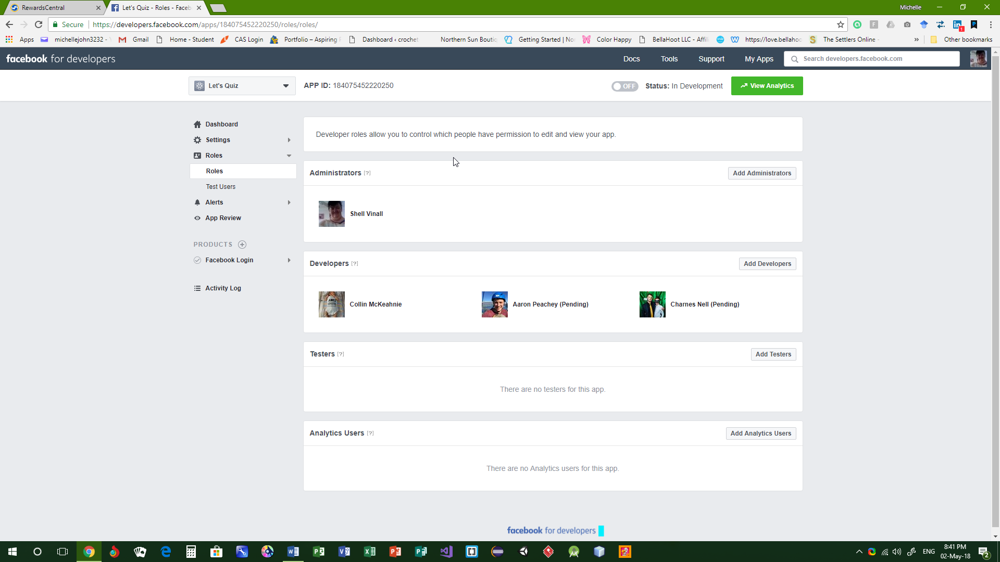 RewardsCentral
Let's Quiz - Roles - Faceb
Michelle
Secure
https://developers.facebook.com/apps/184075452220250/roles/roles/
Apps
michellejohn3232 -
Gmail
Home - Student
CAS Login
Portfolio – Aspiring
Dashboard ‹ crochet
Northern Sun Boutiq
Getting Started | No
Color Happy
BellaHoot LLC - Affili
https://love.bellahoo
The Settlers Online -
»
Other bookmarks
facebook for developers
Docs
Tools
Support
My Apps
Search developers.facebook.com
Let's Quiz
APP ID: 184075452220250
OFF
Status: In Development
View Analytics
Dashboard
Settings
Roles
Roles
Test Users
Alerts
App Review
PRODUCTS
Facebook Login
Activity Log
Developer roles allow you to control which people have permission to edit and view your app.
Administrators [?]
Add Administrators
Shell Vinall
Developers [?]
Add Developers
Collin McKeahnie
Aaron Peachey (Pending)
Charnes Nell (Pending)
Testers [?]
Add Testers
There are no testers for this app.
Analytics Users [?]
Add Analytics Users
There are no Analytics users for this app.
facebook for developers
ENG
8:41 PM
02-May-18
2